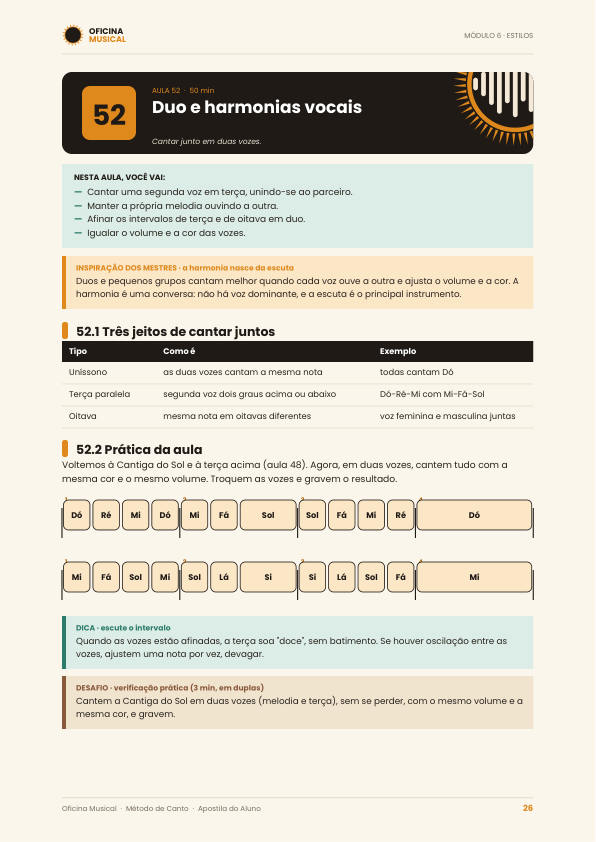 OFICINA
MUSICAL
MÓDULO 6 · ESTILOS
52
AULA 52 · 50 min
Duo e harmonias vocais
Cantar junto em duas vozes.
NESTA AULA, VOCÊ VAI:
— Cantar uma segunda voz em terça, unindo-se ao parceiro.
— Manter a própria melodia ouvindo a outra.
— Afinar os intervalos de terça e de oitava em duo.
— Igualar o volume e a cor das vozes.
INSPIRAÇÃO DOS MESTRES · a harmonia nasce da escuta
Duos e pequenos grupos cantam melhor quando cada voz ouve a outra e ajusta o volume e a cor. A
harmonia é uma conversa: não há voz dominante, e a escuta é o principal instrumento.
52.1 Três jeitos de cantar juntos
Tipo Como é Exemplo
Uníssono as duas vozes cantam a mesma nota todas cantam Dó
Terça paralela segunda voz dois graus acima ou abaixo Dó-Ré-Mi com Mi-Fá-Sol
Oitava mesma nota em oitavas diferentes voz feminina e masculina juntas
52.2 Prática da aula
Voltemos à Cantiga do Sol e à terça acima (aula 48). Agora, em duas vozes, cantem tudo com a
mesma cor e o mesmo volume. Troquem as vozes e gravem o resultado.
1 2 3 4
Dó Ré Mi Dó Mi Fá Sol Sol Fá Mi Ré Dó
1 2 3 4
Mi Fá Sol Mi Sol Lá Si Si Lá Sol Fá Mi
DICA · escute o intervalo
Quando as vozes estão afinadas, a terça soa "doce", sem batimento. Se houver oscilação entre as
vozes, ajustem uma nota por vez, devagar.
DESAFIO · verificação prática (3 min, em duplas)
Cantem a Cantiga do Sol em duas vozes (melodia e terça), sem se perder, com o mesmo volume e a
mesma cor, e gravem.
Oficina Musical · Método de Canto · Apostila do Aluno
26